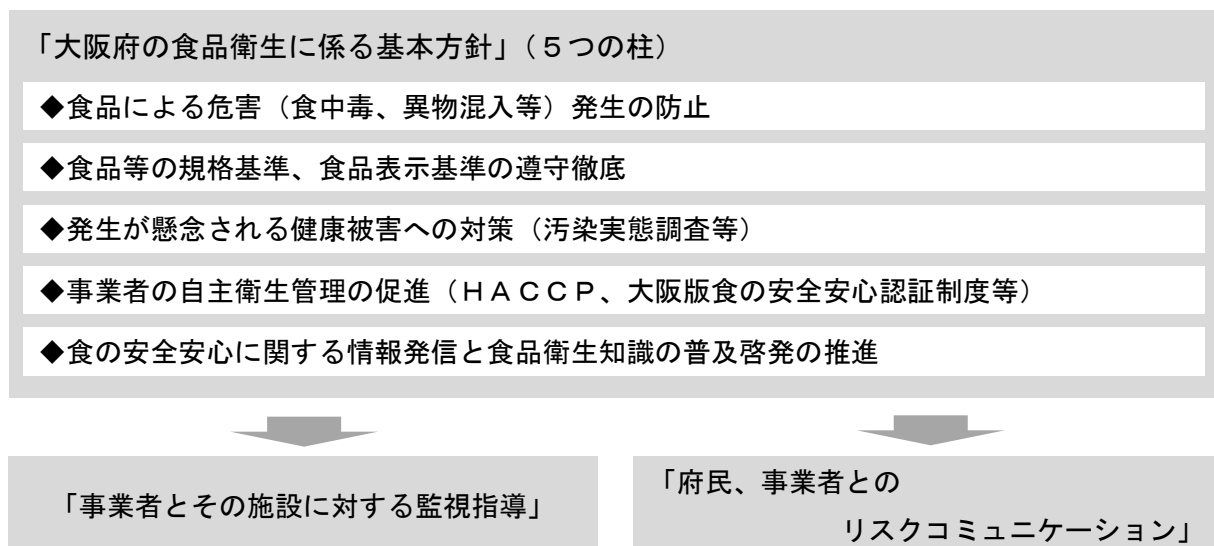 「大阪府の食品衛生に係る基本方針」（５つの柱）
◆食品による危害（食中毒、異物混入等）発生の防止
◆食品等の規格基準、食品表示基準の遵守徹底
◆発生が懸念される健康被害への対策（汚染実態調査等）
◆事業者の自主衛生管理の促進（ＨＡＣＣＰ、大阪版食の安全安心認証制度等）
◆食の安全安心に関する情報発信と食品衛生知識の普及啓発の推進
「事業者とその施設に対する監視指導」
「府民、事業者との
リスクコミュニケーション」